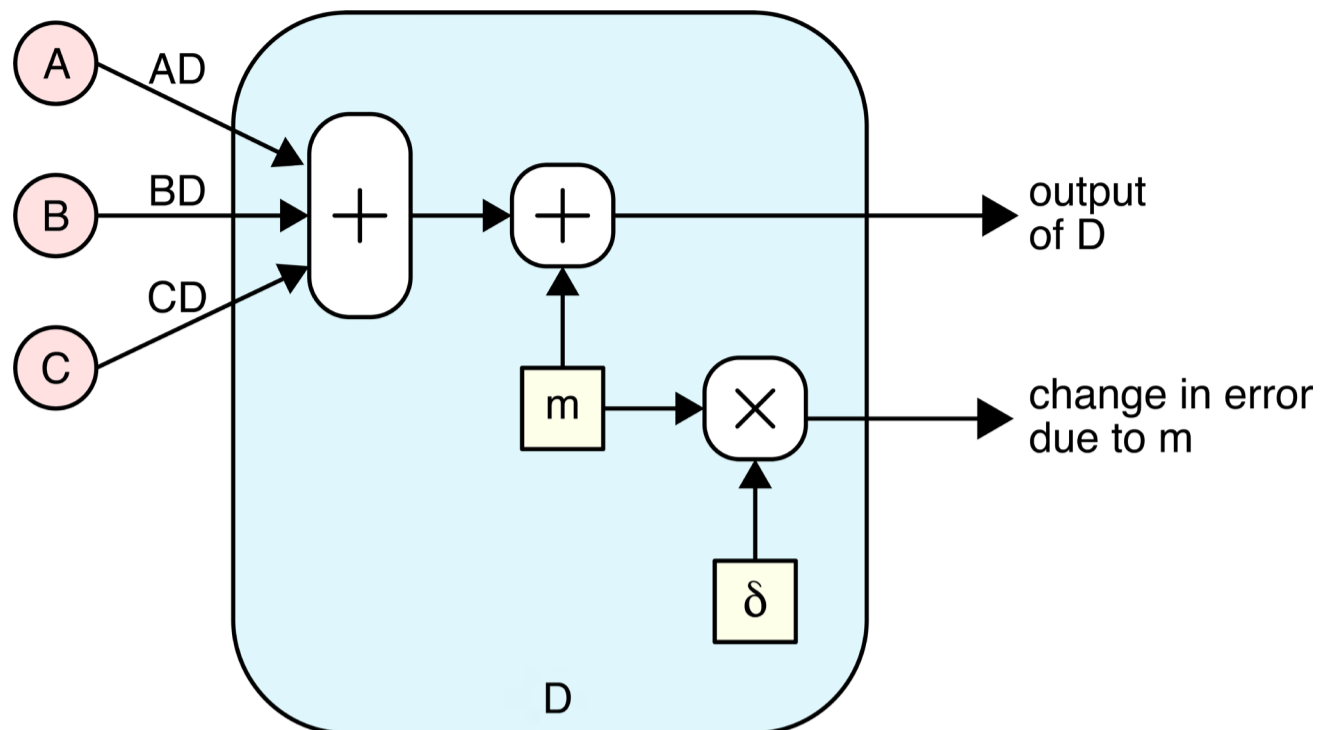 A
AD
B
BD
C
CD
+
+
output
of D
m
×
change in error
due to m
δ
D